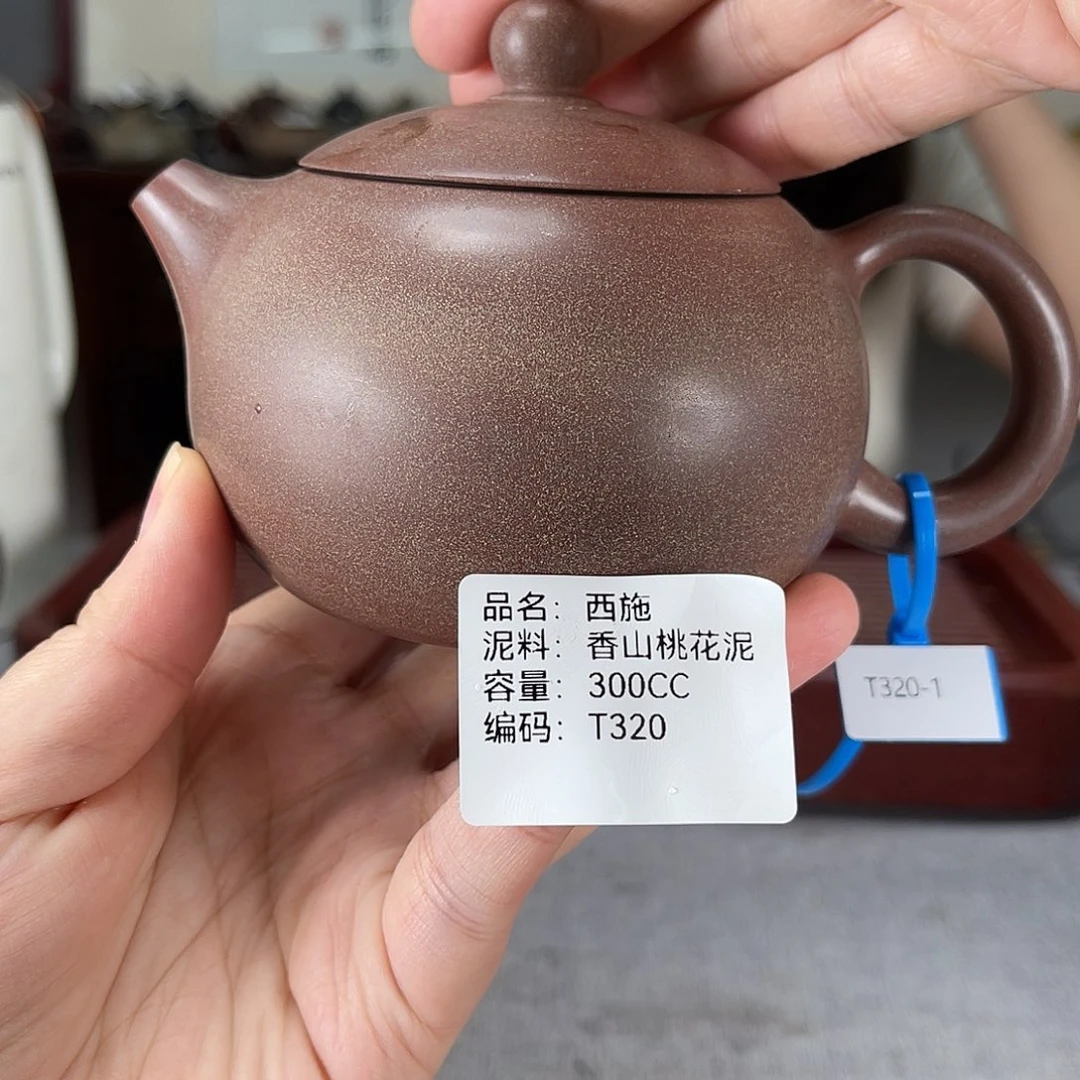 品名： 西施
泥料： 香山桃花泥
容量： 300CC
编码： T320
T320-1